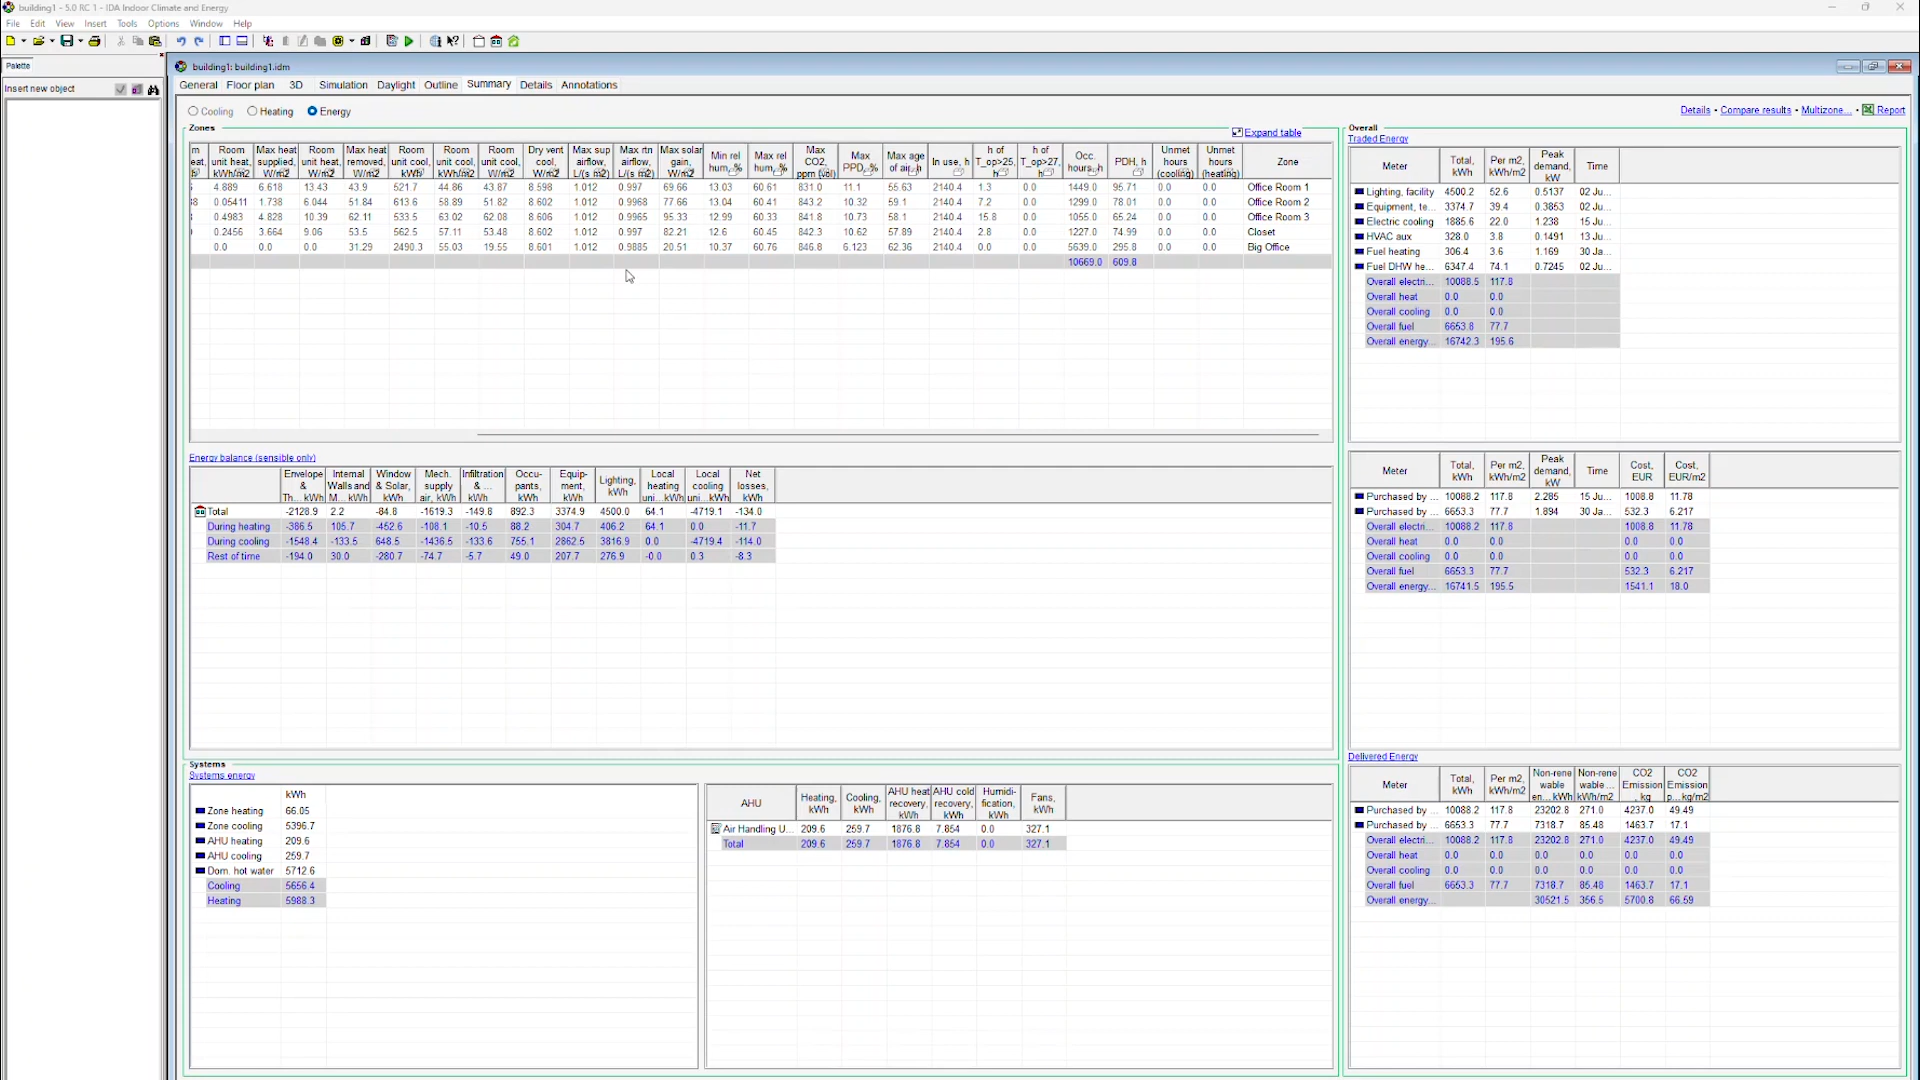 building1 - 5.0 RC 1 - IDA Indoor Climate and Energy
File Edit View Insert Tools Options Window Help
Palette
Insert new object
building1: building1.idm
General Floor plan 3D Simulation Daylight Outline Summary Details Annotations
Cooling Heating Energy
Details • Compare results • Multizone... • Report
Zones
Expand table
Room unit heat, kWh/m2 Max heat supplied, W/m2 Room unit heat, W/m2 Max heat removed, W/m2 Room unit cool, kWh Room unit cool, kWh/m2 Room unit cool, W/m2 Dry vent cool, W/m2 Max sup airflow, L/(s m2) Max rtn airflow, L/(s m2) Max solar gain, W/m2 Min rel hum., % Max rel hum., % Max CO2, ppm (vol) Max PPD, % Max age of air, h In use, h h of T_op>25, h h of T_op>27, h Occ. hours, h PDH, h Unmet hours (cooling) Unmet hours (heating) Zone
4.889 6.618 13.43 43.9 521.7 44.86 43.87 8.598 1.012 0.997 69.66 13.03 60.61 831.0 11.1 55.63 2140.4 1.3 0.0 1449.0 95.71 0.0 0.0 Office Room 1
0.05411 1.738 6.044 51.84 613.6 58.89 51.82 8.602 1.012 0.9968 77.66 13.04 60.41 843.2 10.32 59.1 2140.4 7.2 0.0 1299.0 78.01 0.0 0.0 Office Room 2
0.4983 4.828 10.39 62.11 533.5 63.02 62.08 8.606 1.012 0.9965 95.33 12.99 60.33 841.8 10.73 58.1 2140.4 15.8 0.0 1055.0 65.24 0.0 0.0 Office Room 3
0.2456 3.664 9.06 53.5 562.5 57.11 53.48 8.602 1.012 0.997 82.21 12.6 60.45 842.3 10.62 57.89 2140.4 2.8 0.0 1227.0 74.99 0.0 0.0 Closet
0.0 0.0 0.0 31.29 2490.3 55.03 19.55 8.601 1.012 0.9885 20.51 10.37 60.76 846.8 6.123 62.36 2140.4 0.0 0.0 5639.0 295.8 0.0 0.0 Big Office
10669.0 609.8
Energy balance (sensible only)
Envelope & Th... kWh Internal Walls and M... kWh Window & Solar, kWh Mech. supply air, kWh Infiltration & ... kWh Occu- pants, kWh Equip- ment, kWh Lighting, kWh Local heating uni...kWh Local cooling uni...kWh Net losses, kWh
Total -2128.9 2.2 -84.8 -1619.3 -149.8 892.3 3374.9 4500.0 64.1 -4719.1 -134.0
During heating -386.5 105.7 -452.6 -108.1 -10.5 88.2 304.7 406.2 64.1 0.0 -11.7
During cooling -1548.4 -133.5 648.5 -1436.5 -133.6 755.1 2862.5 3816.9 0.0 -4719.4 -114.0
Rest of time -194.0 30.0 -280.7 -74.7 -5.7 49.0 207.7 276.9 -0.0 0.3 -8.3
Systems
Systems energy
kWh
Zone heating 66.05
Zone cooling 5396.7
AHU heating 209.6
AHU cooling 259.7
Dom. hot water 5712.6
Cooling 5656.4
Heating 5988.3
AHU Heating, kWh Cooling, kWh AHU heat recovery, kWh AHU cold recovery, kWh Humidi- fication, kWh Fans, kWh
Air Handling U... 209.6 259.7 1876.8 7.854 0.0 327.1
Total 209.6 259.7 1876.8 7.854 0.0 327.1
Overall
Traded Energy
Meter Total, kWh Per m2, kWh/m2 Peak demand, kW Time
Lighting, facility 4500.2 52.6 0.5137 02 Ju...
Equipment, te... 3374.7 39.4 0.3853 02 Ju...
Electric cooling 1885.6 22.0 1.238 15 Ju...
HVAC aux 328.0 3.8 0.1491 13 Ju...
Fuel heating 306.4 3.6 1.169 30 Ja...
Fuel DHW he... 6347.4 74.1 0.7245 02 Ju...
Overall electri... 10088.5 117.8
Overall heat 0.0 0.0
Overall cooling 0.0 0.0
Overall fuel 6653.8 77.7
Overall energy... 16742.3 195.6
Meter Total, kWh Per m2, kWh/m2 Peak demand, kW Time Cost, EUR Cost, EUR/m2
Purchased by ... 10088.2 117.8 2.285 15 Ju... 1008.8 11.78
Purchased by ... 6653.3 77.7 1.894 30 Ja... 532.3 6.217
Overall electri... 10088.2 117.8 1008.8 11.78
Overall heat 0.0 0.0 0.0 0.0
Overall cooling 0.0 0.0 0.0 0.0
Overall fuel 6653.3 77.7 532.3 6.217
Overall energy... 16741.5 195.5 1541.1 18.0
Delivered Energy
Meter Total, kWh Per m2, kWh/m2 Non-rene wable en... kWh Non-rene wable ... kWh/m2 CO2 Emission , kg CO2 Emission p...kg/m2
Purchased by ... 10088.2 117.8 23202.8 271.0 4237.0 49.49
Purchased by ... 6653.3 77.7 7318.7 85.48 1463.7 17.1
Overall electri... 10088.2 117.8 23202.8 271.0 4237.0 49.49
Overall heat 0.0 0.0 0.0 0.0 0.0 0.0
Overall cooling 0.0 0.0 0.0 0.0 0.0 0.0
Overall fuel 6653.3 77.7 7318.7 85.48 1463.7 17.1
Overall energy... 30521.5 356.5 5700.8 66.59